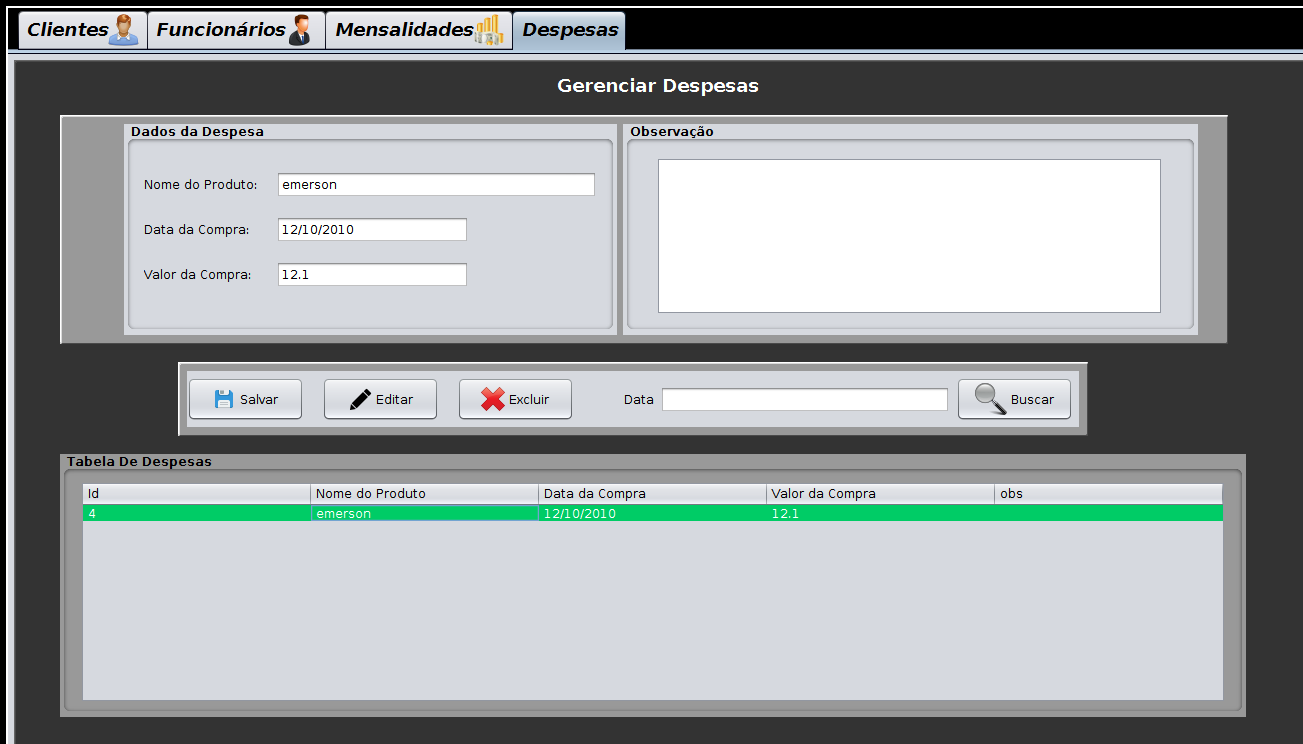 Clientes Funcionários Mensalidades Despesas
Gerenciar Despesas
Dados da Despesa
Nome do Produto: emerson
Data da Compra: 12/10/2010
Valor da Compra: 12.1
Observação
Salvar Editar Excluir Data Buscar
Tabela De Despesas
Id Nome do Produto Data da Compra Valor da Compra obs
4 emerson 12/10/2010 12.1